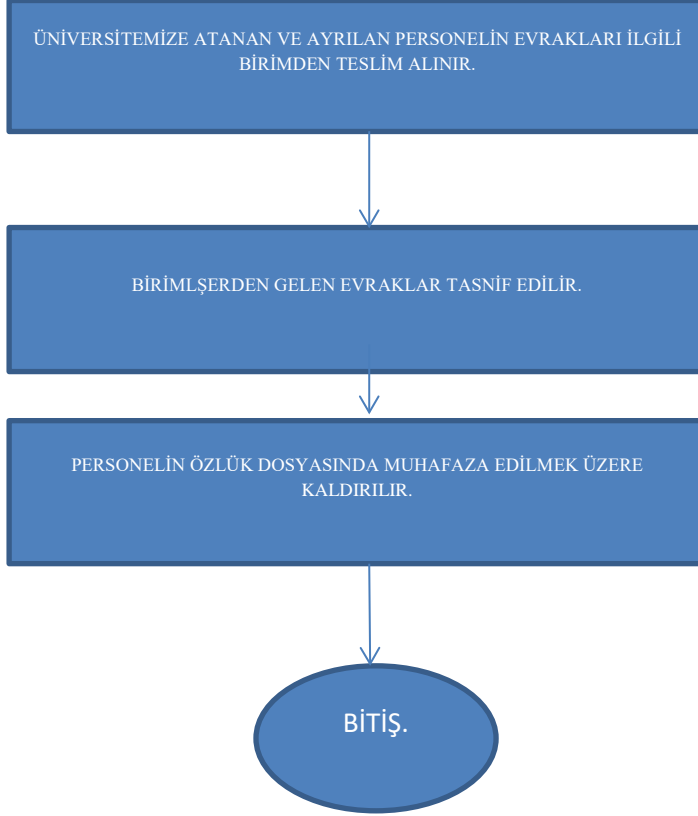 ÜNİVERSİTEMİZE ATANAN VE AYRILAN PERSONELİN EVRAKLARI İLGİLİ
BİRİMDEN TESLİM ALINIR.
BİRİMLŞERDEN GELEN EVRAKLAR TASNİF EDİLİR.
PERSONELİN ÖZLÜK DOSYASINDA MUHAFAZA EDİLMEK ÜZERE
KALDIRILIR.
BİTİŞ.